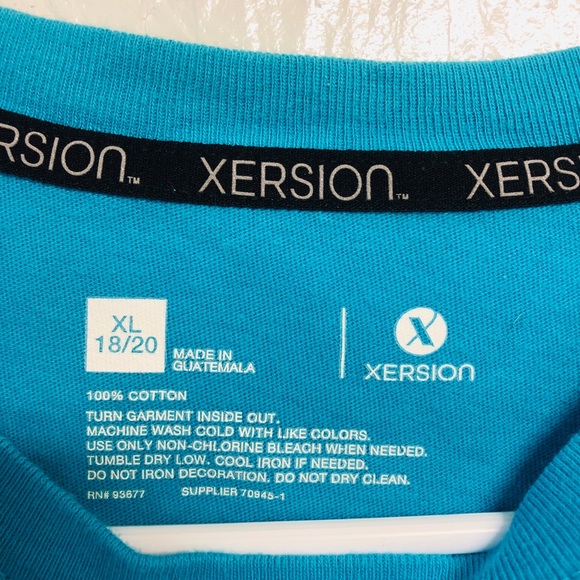 RSION™ XERSION™ XERS
XL
18/20
MADE IN
GUATEMALA
X
XERSION
100% COTTON
TURN GARMENT INSIDE OUT.
MACHINE WASH COLD WITH LIKE COLORS.
USE ONLY NON-CHLORINE BLEACH WHEN NEEDED.
TUMBLE DRY LOW. COOL IRON IF NEEDED.
DO NOT IRON DECORATION. DO NOT DRY CLEAN.
RN# 93677 SUPPLIER 70945-1